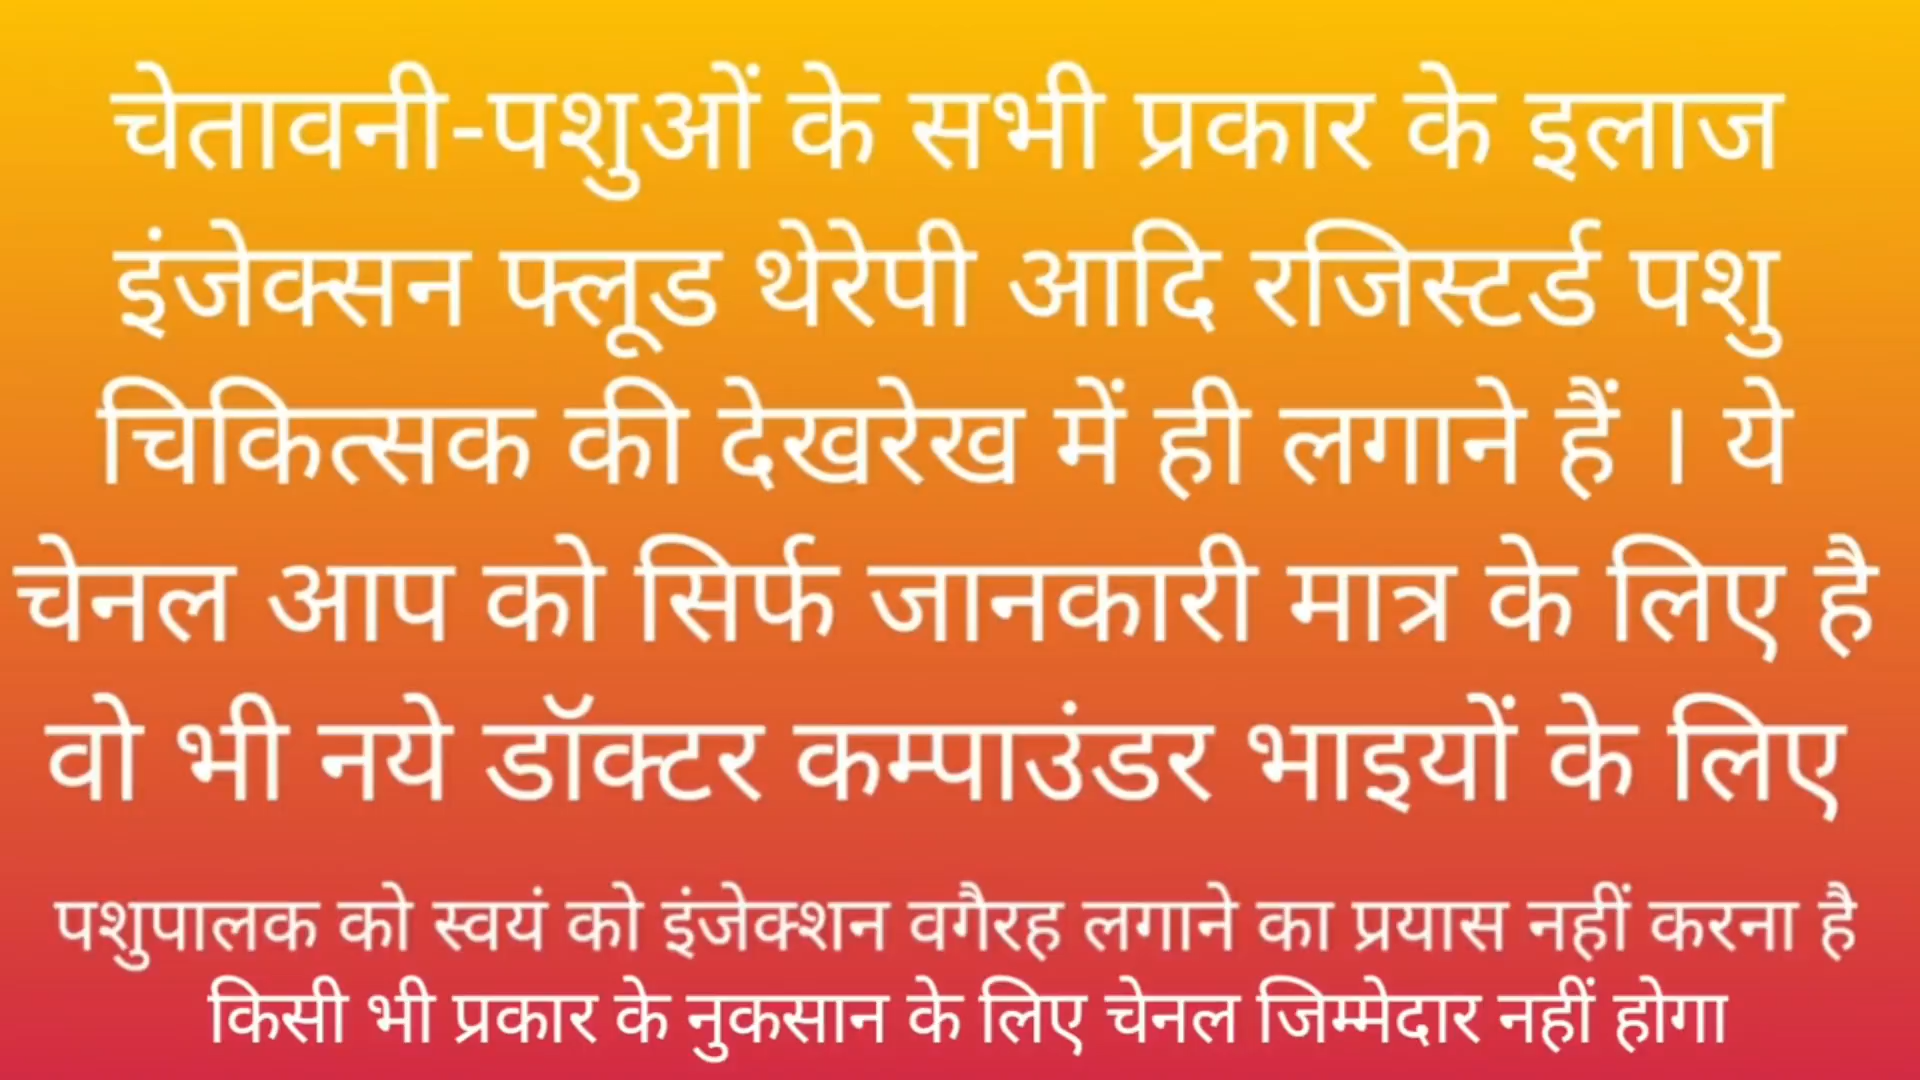 चेतावनी-पशुओं के सभी प्रकार के इलाज
इंजेक्सन फ्लूड थेरेपी आदि रजिस्टर्ड पशु
चिकित्सक की देखरेख में ही लगाने हैं । ये
चेनल आप को सिर्फ जानकारी मात्र के लिए है
वो भी नये डॉक्टर कम्पाउंडर भाइयों के लिए
पशुपालक को स्वयं को इंजेक्शन वगैरह लगाने का प्रयास नहीं करना है
किसी भी प्रकार के नुकसान के लिए चेनल जिम्मेदार नहीं होगा